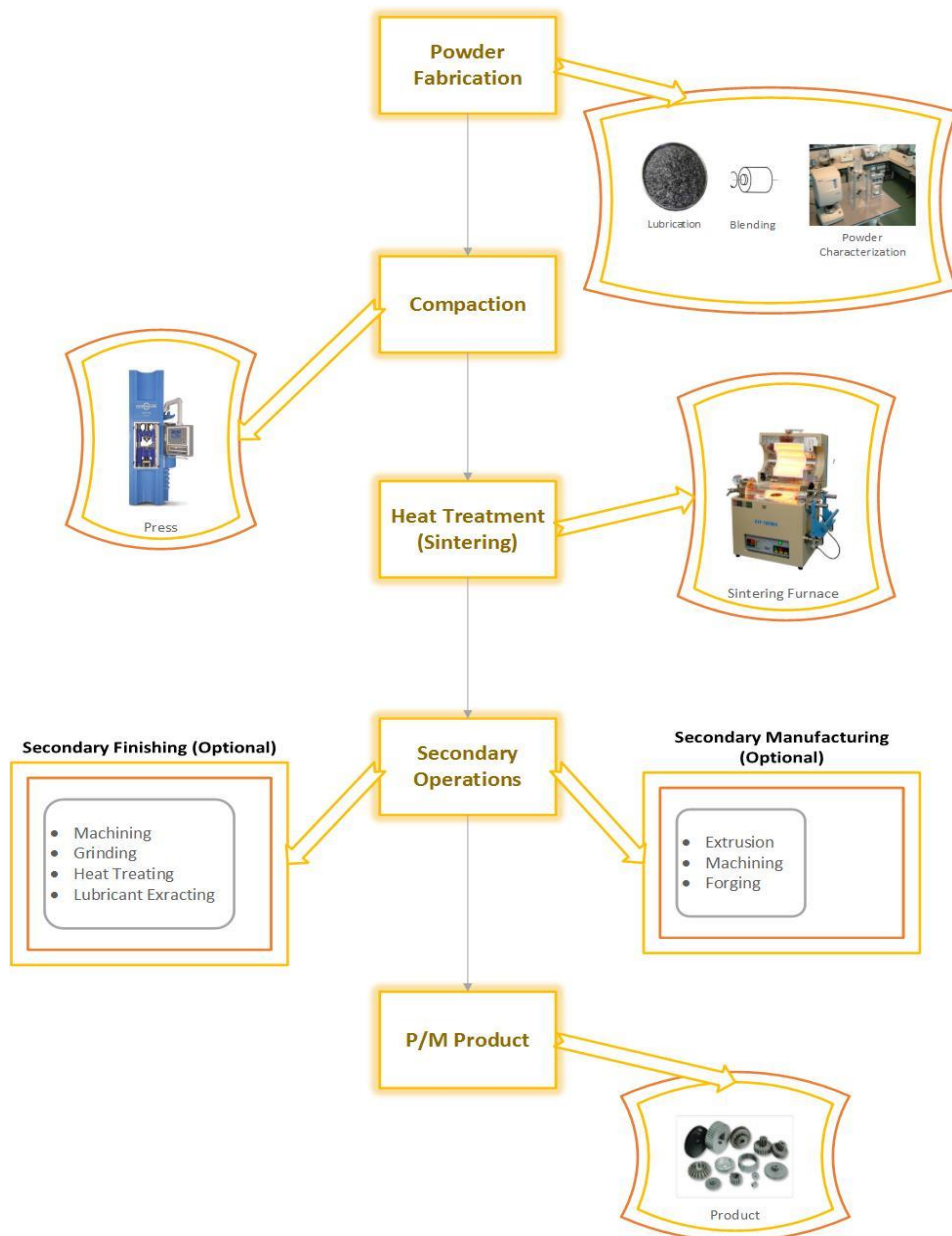 Powder
Fabrication
Lubrication
Blending
Powder
Characterization
Compaction
Press
Heat Treatment
(Sintering)
Sintering Furnace
Secondary
Operations
Secondary Finishing (Optional)
● Machining
● Grinding
● Heat Treating
● Lubricant Exracting
Secondary Manufacturing
(Optional)
● Extrusion
● Machining
● Forging
P/M Product
Product